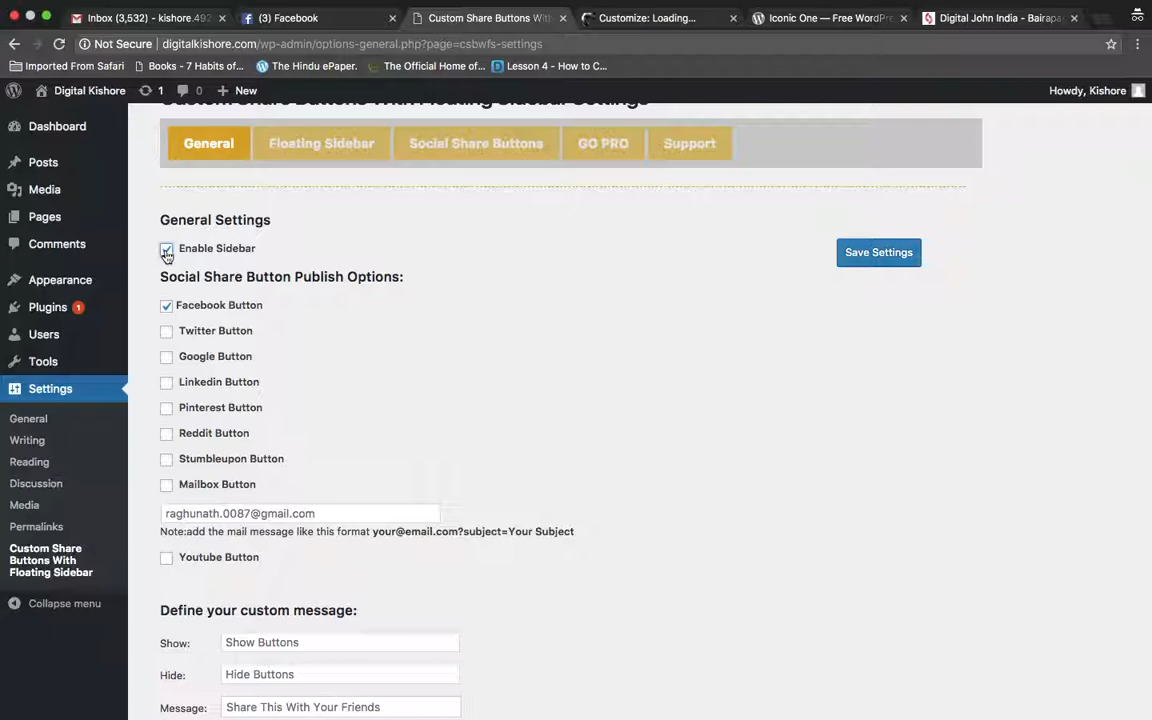 Inbox (3,532) - kishore.492
(3) Facebook
Custom Share Buttons With
Customize: Loading...
Iconic One — Free WordPre
Digital John India - Bairapa
Not Secure
digitalkishore.com/wp-admin/options-general.php?page=csbwfs-settings
Imported From Safari
Books - 7 Habits of...
The Hindu ePaper.
The Official Home of...
Lesson 4 - How to C...
Digital Kishore
1
0
New
Howdy, Kishore
Custom Share Buttons With Floating Sidebar Settings
General
Floating Sidebar
Social Share Buttons
GO PRO
Support
Dashboard
Posts
Media
Pages
Comments
Appearance
Plugins 1
Users
Tools
Settings
General
Writing
Reading
Discussion
Media
Permalinks
Custom Share
Buttons With
Floating Sidebar
Collapse menu
General Settings
Enable Sidebar
Save Settings
Social Share Button Publish Options:
Facebook Button
Twitter Button
Google Button
Linkedin Button
Pinterest Button
Reddit Button
Stumbleupon Button
Mailbox Button
raghunath.0087@gmail.com
Note:add the mail message like this format your@email.com?subject=Your Subject
Youtube Button
Define your custom message:
Show: Show Buttons
Hide: Hide Buttons
Message: Share This With Your Friends